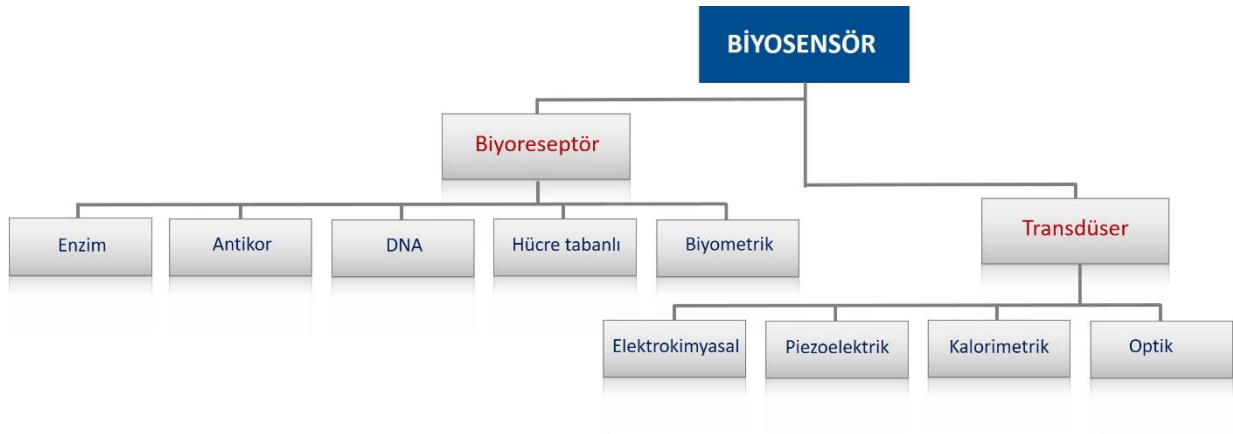 BİYOSENSÖR
Biyoreseptör
Enzim
Antikor
DNA
Hücre tabanlı
Biyometrik
Transdüser
Elektrokimyasal
Piezoelektrik
Kalorimetrik
Optik